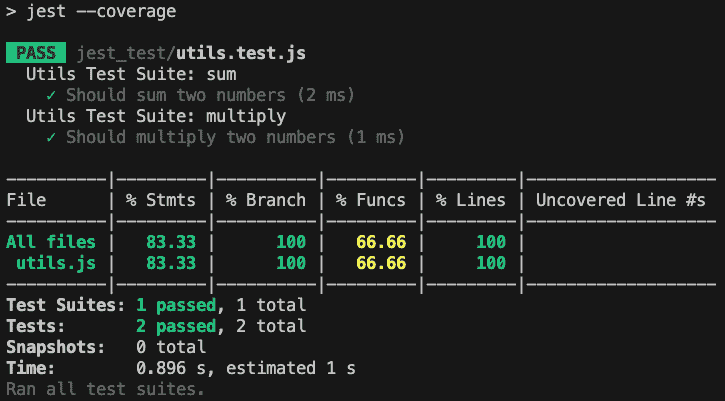 > jest --coverage
PASS jest_test/utils.test.js
Utils Test Suite: sum
✓ Should sum two numbers (2 ms)
Utils Test Suite: multiply
✓ Should multiply two numbers (1 ms)
----------|---------|----------|---------|---------|-------------------
File | % Stmts | % Branch | % Funcs | % Lines | Uncovered Line #s
----------|---------|----------|---------|---------|-------------------
All files | 83.33 | 100 | 66.66 | 100 |
utils.js | 83.33 | 100 | 66.66 | 100 |
----------|---------|----------|---------|---------|-------------------
Test Suites: 1 passed, 1 total
Tests: 2 passed, 2 total
Snapshots: 0 total
Time: 0.896 s, estimated 1 s
Ran all test suites.